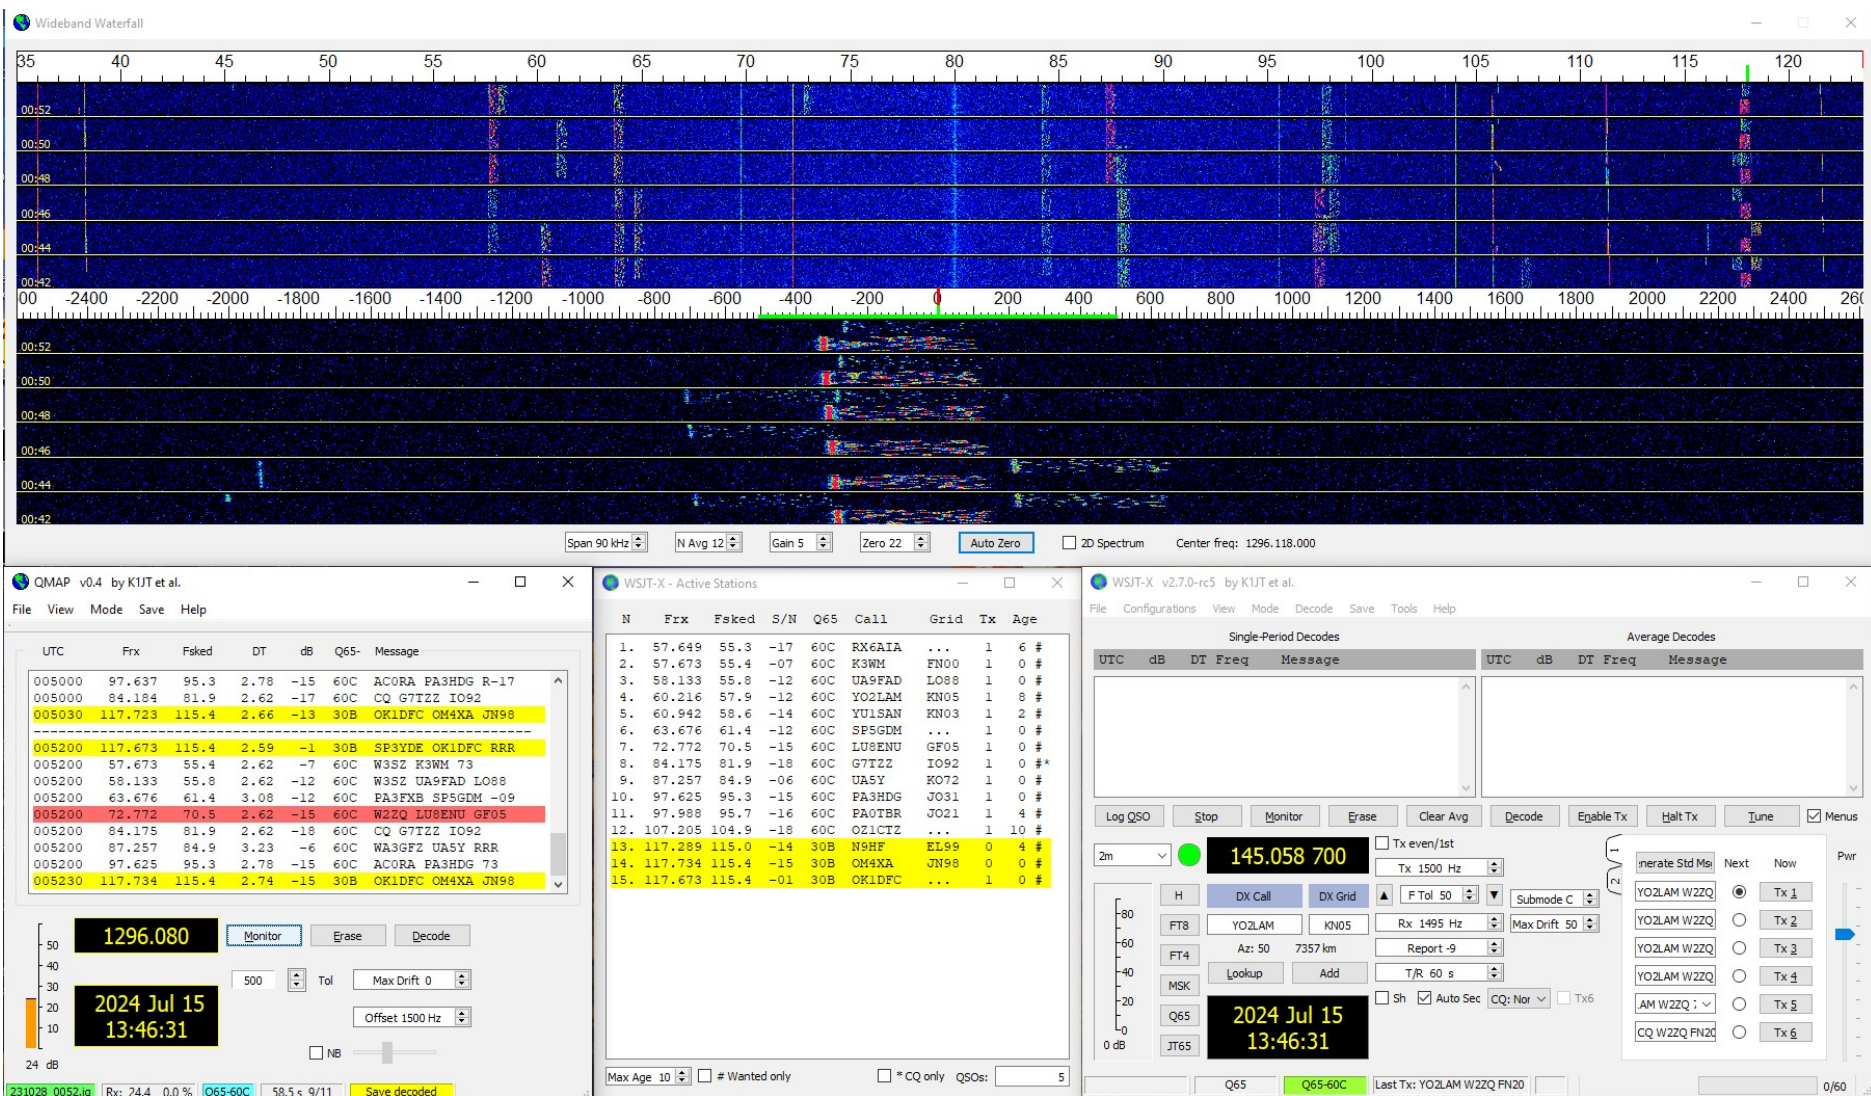 Wideband Waterfall
35 40 45 50 55 60 65 70 75 80 85 90 95 100 105 110 115 120
00:52
00:50
00:48
00:46
00:44
00:42
00 -2400 -2200 -2000 -1800 -1600 -1400 -1200 -1000 -800 -600 -400 -200 0 200 400 600 800 1000 1200 1400 1600 1800 2000 2200 2400 260
00:52
00:50
00:48
00:46
00:44
00:42
Span 90 kHz N Avg 12 Gain 5 Zero 22 Auto Zero 2D Spectrum Center freq: 1296.118.000
QMAP v0.4 by K1JT et al.
File View Mode Save Help
UTC Frx Fsked DT dB Q65- Message
005000 97.637 95.3 2.78 -15 60C AC0RA PA3HDG R-17
005000 84.184 81.9 2.62 -17 60C CQ G7TZZ IO92
005030 117.723 115.4 2.66 -13 30B OK1DFC OM4XA JN98
------------------------------------------------------------
005200 117.673 115.4 2.59 -1 30B SP3YDE OK1DFC RRR
005200 57.673 55.4 2.62 -7 60C W3SZ K3WM 73
005200 58.133 55.8 2.62 -12 60C W3SZ UA9FAD LO88
005200 63.676 61.4 3.08 -12 60C PA3FXB SP5GDM -09
005200 72.772 70.5 2.62 -15 60C W2ZQ LU8ENU GF05
005200 84.175 81.9 2.62 -18 60C CQ G7TZZ IO92
005200 87.257 84.9 3.23 -6 60C WA3GFZ UA5Y RRR
005200 97.625 95.3 2.78 -15 60C AC0RA PA3HDG 73
005230 117.734 115.4 2.74 -15 30B OK1DFC OM4XA JN98
50
40
30
20
10
24 dB
1296.080
Monitor Erase Decode
500 Tol Max Drift 0
2024 Jul 15
13:46:31
Offset 1500 Hz
NB
231028_0052.iq Rx: 24.4 0.0 % Q65-60C 58.5 s 9/11 Save decoded
WSJT-X - Active Stations
N Frx Fsked S/N Q65 Call Grid Tx Age
1. 57.649 55.3 -17 60C RX6AIA ... 1 6 #
2. 57.673 55.4 -07 60C K3WM FN00 1 0 #
3. 58.133 55.8 -12 60C UA9FAD LO88 1 0 #
4. 60.216 57.9 -12 60C YO2LAM KN05 1 8 #
5. 60.942 58.6 -14 60C YU1SAN KN03 1 2 #
6. 63.676 61.4 -12 60C SP5GDM ... 1 0 #
7. 72.772 70.5 -15 60C LU8ENU GF05 1 0 #
8. 84.175 81.9 -18 60C G7TZZ IO92 1 0 #*
9. 87.257 84.9 -06 60C UA5Y KO72 1 0 #
10. 97.625 95.3 -15 60C PA3HDG JO31 1 0 #
11. 97.988 95.7 -16 60C PA0TBR JO21 1 4 #
12. 107.205 104.9 -18 60C OZ1CTZ ... 1 10 #
13. 117.289 115.0 -14 30B N9HF EL99 0 4 #
14. 117.734 115.4 -15 30B OM4XA JN98 0 0 #
15. 117.673 115.4 -01 30B OK1DFC ... 1 0 #
Max Age 10 # Wanted only * CQ only QSOs: 5
WSJT-X v2.7.0-rc5 by K1JT et al.
File Configurations View Mode Decode Save Tools Help
Single-Period Decodes Average Decodes
UTC dB DT Freq Message UTC dB DT Freq Message
Log QSO Stop Monitor Erase Clear Avg Decode Enable Tx Halt Tx Tune Menus
2m 145.058 700
Tx even/1st
Tx 1500 Hz
1
2
enerate Std Msg Next Now Pwr
H DX Call DX Grid F Tol 50 Submode C YO2LAM W2ZQ Tx 1
-80
FT8 YO2LAM KN05 Rx 1495 Hz Max Drift 50 YO2LAM W2ZQ Tx 2
-60
FT4 Az: 50 7357 km Report -9 YO2LAM W2ZQ Tx 3
-40
MSK Lookup Add T/R 60 s YO2LAM W2ZQ Tx 4
-20
Sh Auto Seq CQ: Nor Tx6
Q65 2024 Jul 15 .AM W2ZQ Tx 5
-0
0 dB
JT65 13:46:31 CQ W2ZQ FN20 Tx 6
Q65 Q65-60C Last Tx: YO2LAM W2ZQ FN20 0/60